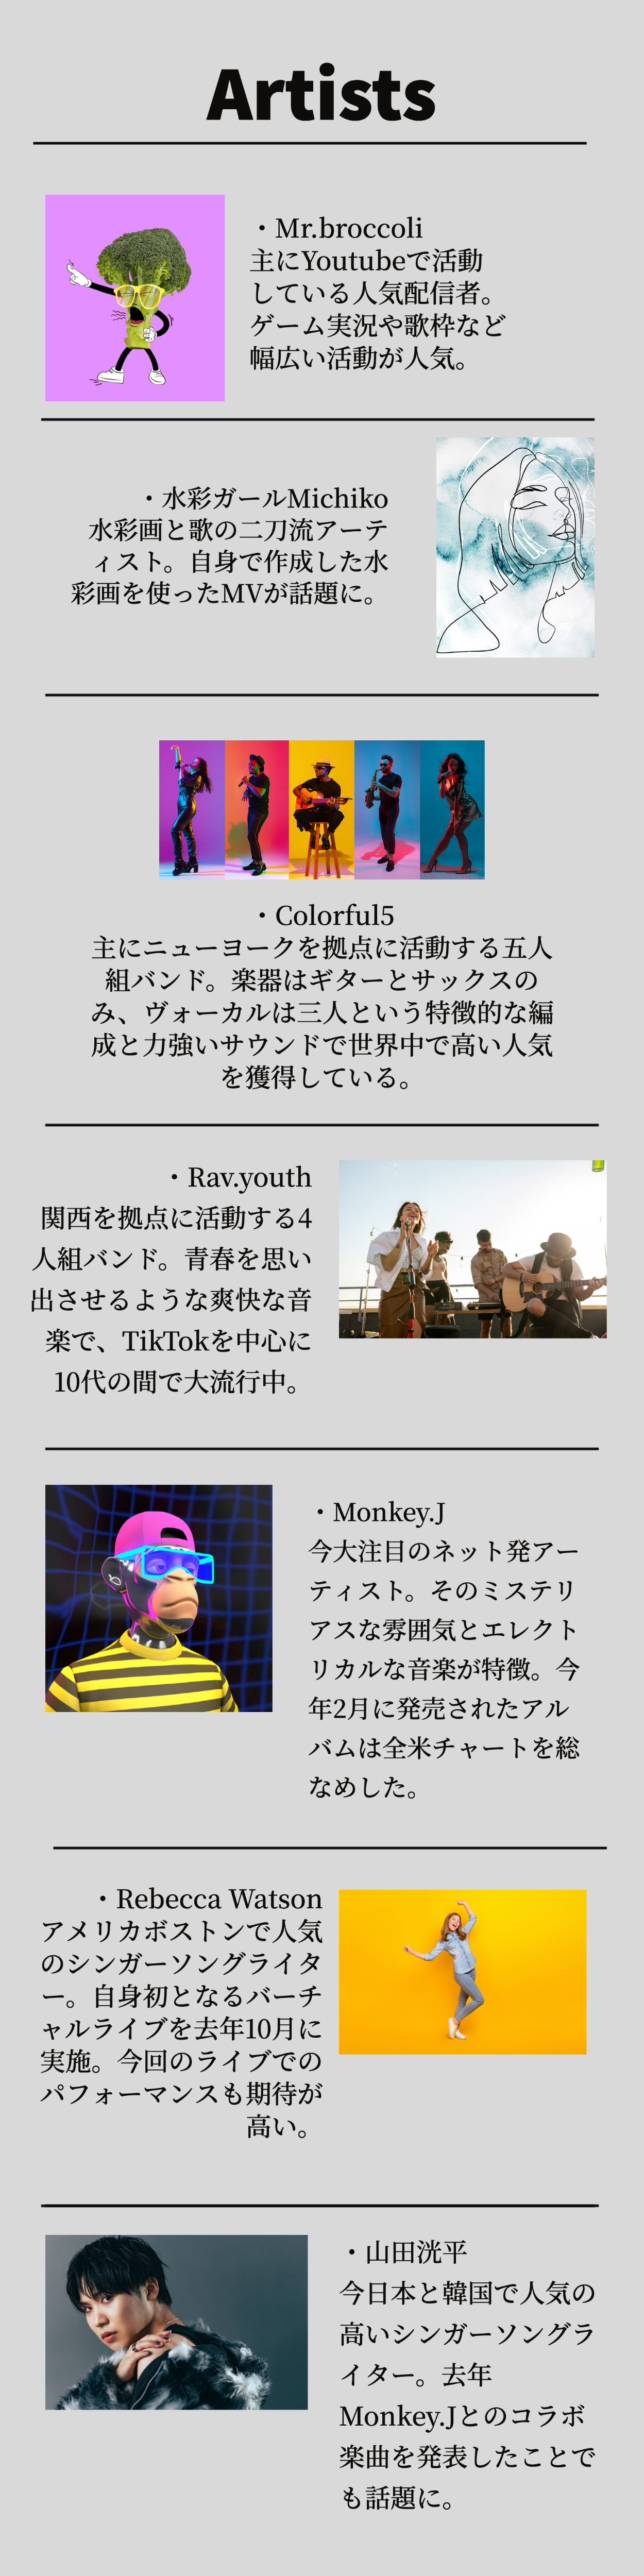 Artists
・Mr.broccoli
主にYoutubeで活動
している人気配信者。
ゲーム実況や歌枠など
幅広い活動が人気。
・水彩ガールMichiko
水彩画と歌の二刀流アーテ
ィスト。自身で作成した水
彩画を使ったMVが話題に。
・Colorful5
主にニューヨークを拠点に活動する五人
組バンド。楽器はギターとサックスの
み、ヴォーカルは三人という特徴的な編
成と力強いサウンドで世界中で高い人気
を獲得している。
・Rav.youth
関西を拠点に活動する4
人組バンド。青春を思い
出させるような爽快な音
楽で、TikTokを中心に
10代の間で大流行中。
・Monkey.J
今大注目のネット発アー
ティスト。そのミステリ
アスな雰囲気とエレクト
リカルな音楽が特徴。今
年2月に発売されたアル
バムは全米チャートを総
なめした。
・Rebecca Watson
アメリカボストンで人気
のシンガーソングライタ
ー。自身初となるバーチ
ャルライブを去年10月に
実施。今回のライブでの
パフォーマンスも期待が
高い。
・山田洸平
今日本と韓国で人気の
高いシンガーソングラ
イター。去年
Monkey.Jとのコラボ
楽曲を発表したことで
も話題に。